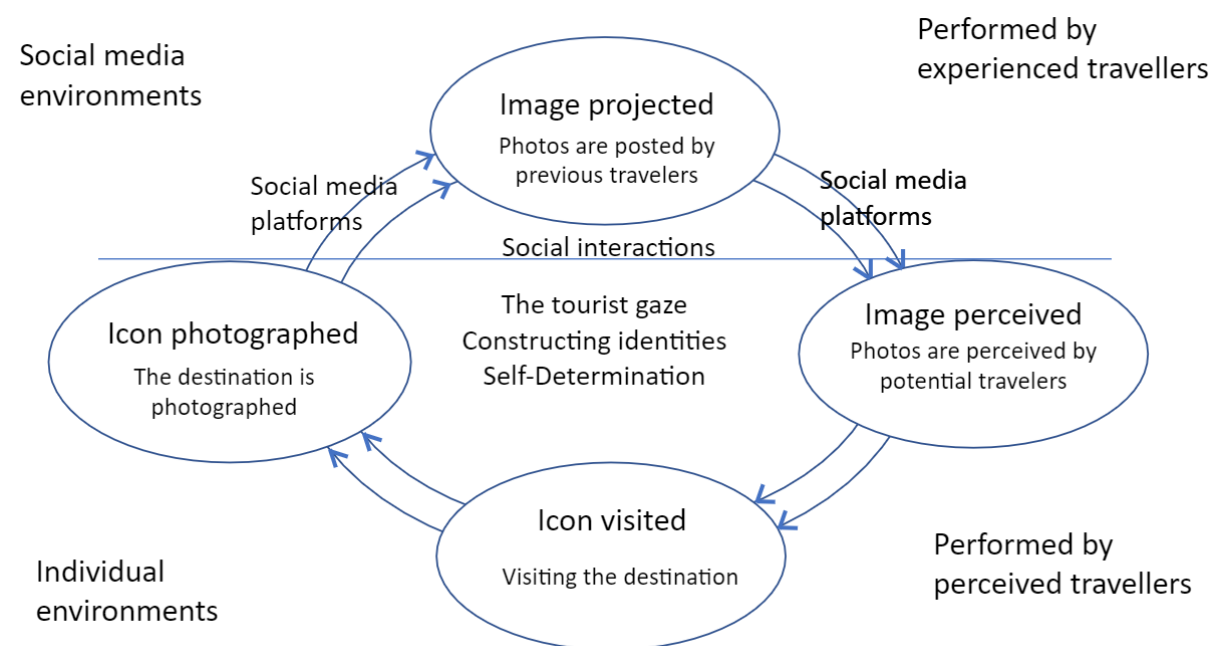 Social media
environments
Performed by
experienced travellers
Image projected
Photos are posted by
previous travelers
Social media
platforms
Social media
platforms
Social interactions
Icon photographed
The destination is
photographed
The tourist gaze
Constructing identities
Self-Determination
Image perceived
Photos are perceived by
potential travelers
Icon visited
Visiting the destination
Individual
environments
Performed by
perceived travellers